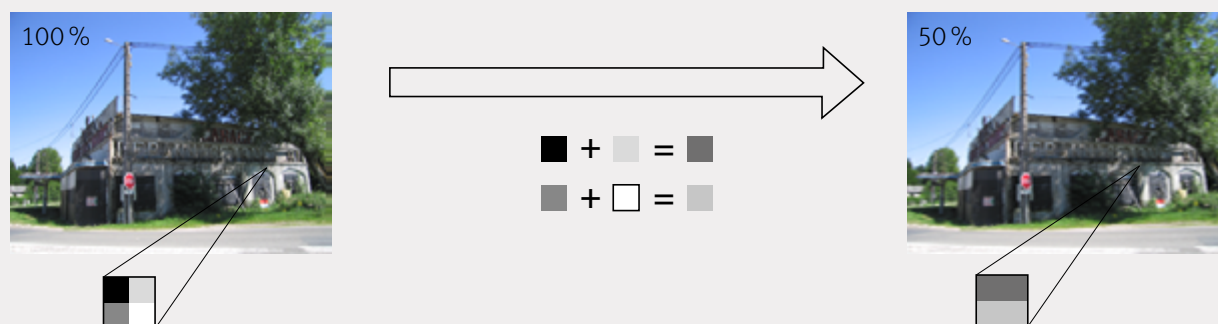 100 %
50 %
+ =
+ =